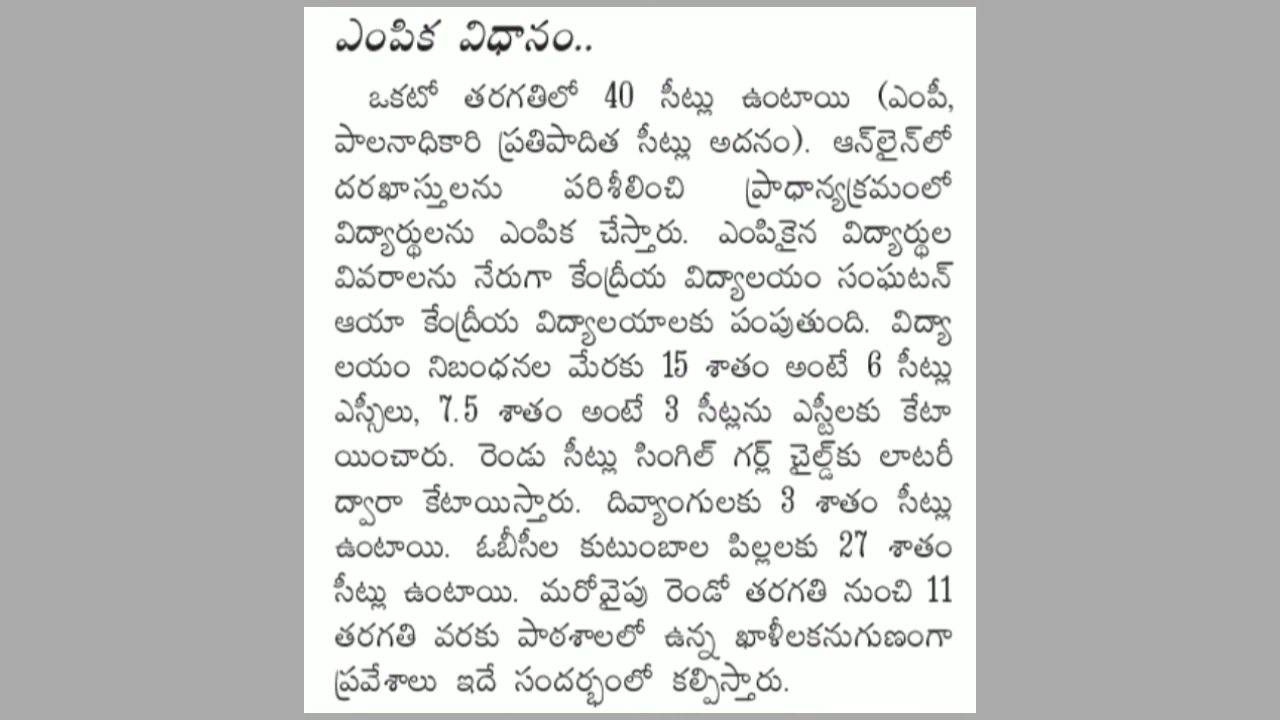 ఎంపిక విధానం..
ఒకటో తరగతిలో 40 సీట్లు ఉంటాయి (ఎంపీ,
పాలనాధికారి ప్రతిపాదిత సీట్లు అదనం). ఆన్‌లైన్‌లో
దరఖాస్తులను పరిశీలించి ప్రాధాన్యక్రమంలో
విద్యార్థులను ఎంపిక చేస్తారు. ఎంపికైన విద్యార్థుల
వివరాలను నేరుగా కేంద్రీయ విద్యాలయం సంఘటన్
ఆయా కేంద్రీయ విద్యాలయాలకు పంపుతుంది. విద్యా
లయం నిబంధనల మేరకు 15 శాతం అంటే 6 సీట్లు
ఎస్సీలు, 7.5 శాతం అంటే 3 సీట్లను ఎస్టీలకు కేటా
యించారు. రెండు సీట్లు సింగిల్ గర్ల్ చైల్డ్‌కు లాటరీ
ద్వారా కేటాయిస్తారు. దివ్యాంగులకు 3 శాతం సీట్లు
ఉంటాయి. ఓబీసీల కుటుంబాల పిల్లలకు 27 శాతం
సీట్లు ఉంటాయి. మరోవైపు రెండో తరగతి నుంచి 11
తరగతి వరకు పాఠశాలలో ఉన్న ఖాళీలకనుగుణంగా
ప్రవేశాలు ఇదే సందర్భంలో కల్పిస్తారు.